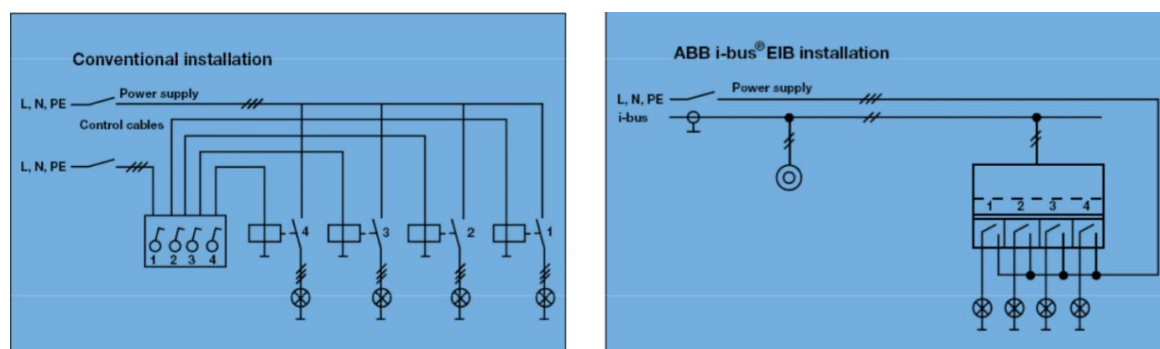 Conventional installation
L, N, PE Power supply
Control cables
L, N, PE
1 2 3 4
4 3 2 1
ABB i-bus® EIB installation
L, N, PE Power supply
i-bus
1 2 3 4